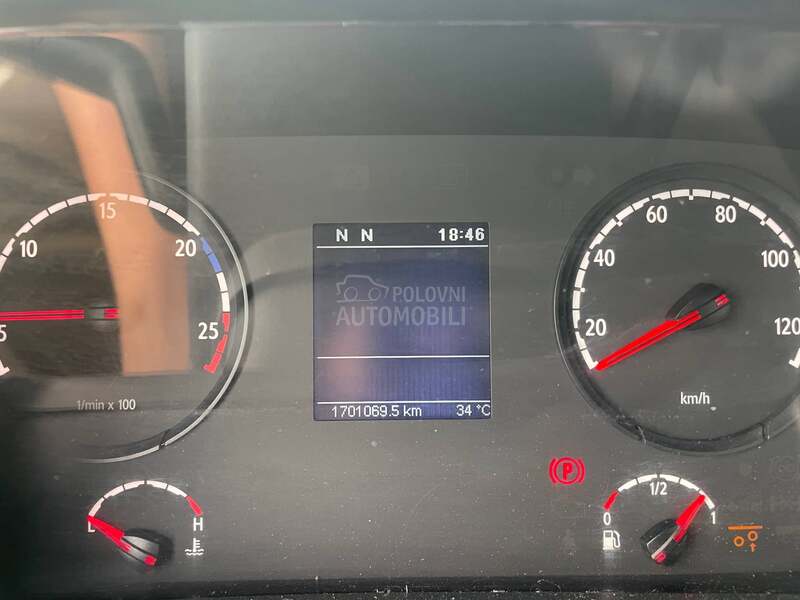 N N 18:46
POLOVNI
AUTOMOBILI
1701069.5 km 34 °C
5 10 15 20 25
1/min x 100
20 40 60 80 100 120
km/h
L H
P
0 1/2 1